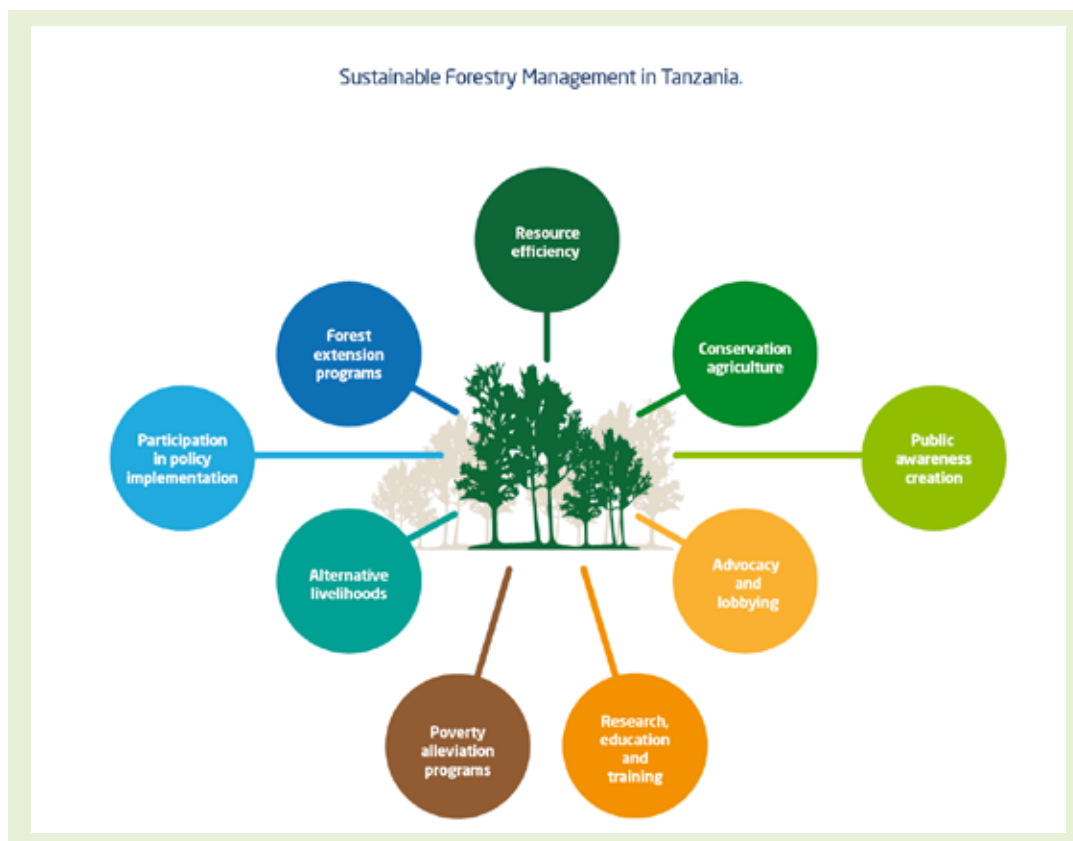 Sustainable Forestry Management in Tanzania.
Resource
efficiency
Forest
extension
programs
Conservation
agriculture
Participation
in policy
implementation
Public
awareness
creation
Alternative
livelihoods
Advocacy
and
lobbying
Poverty
alleviation
programs
Research,
education
and
training